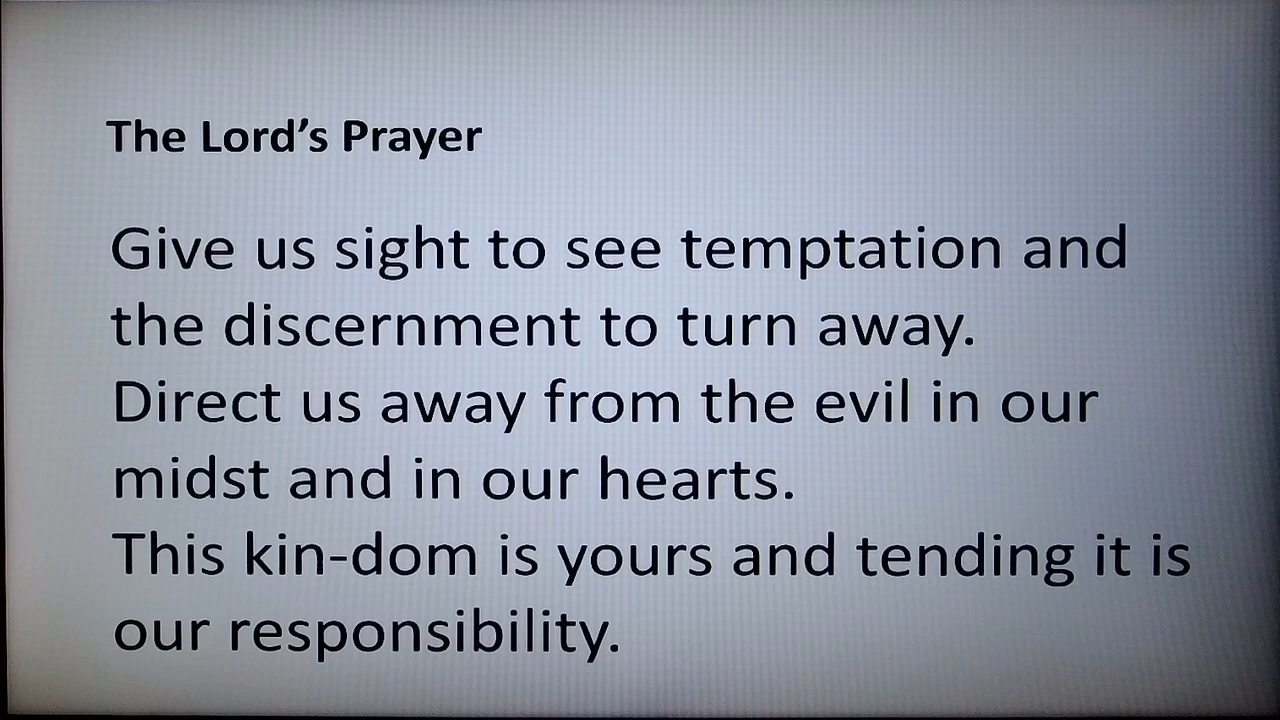 The Lord’s Prayer
Give us sight to see temptation and
the discernment to turn away.
Direct us away from the evil in our
midst and in our hearts.
This kin-dom is yours and tending it is
our responsibility.